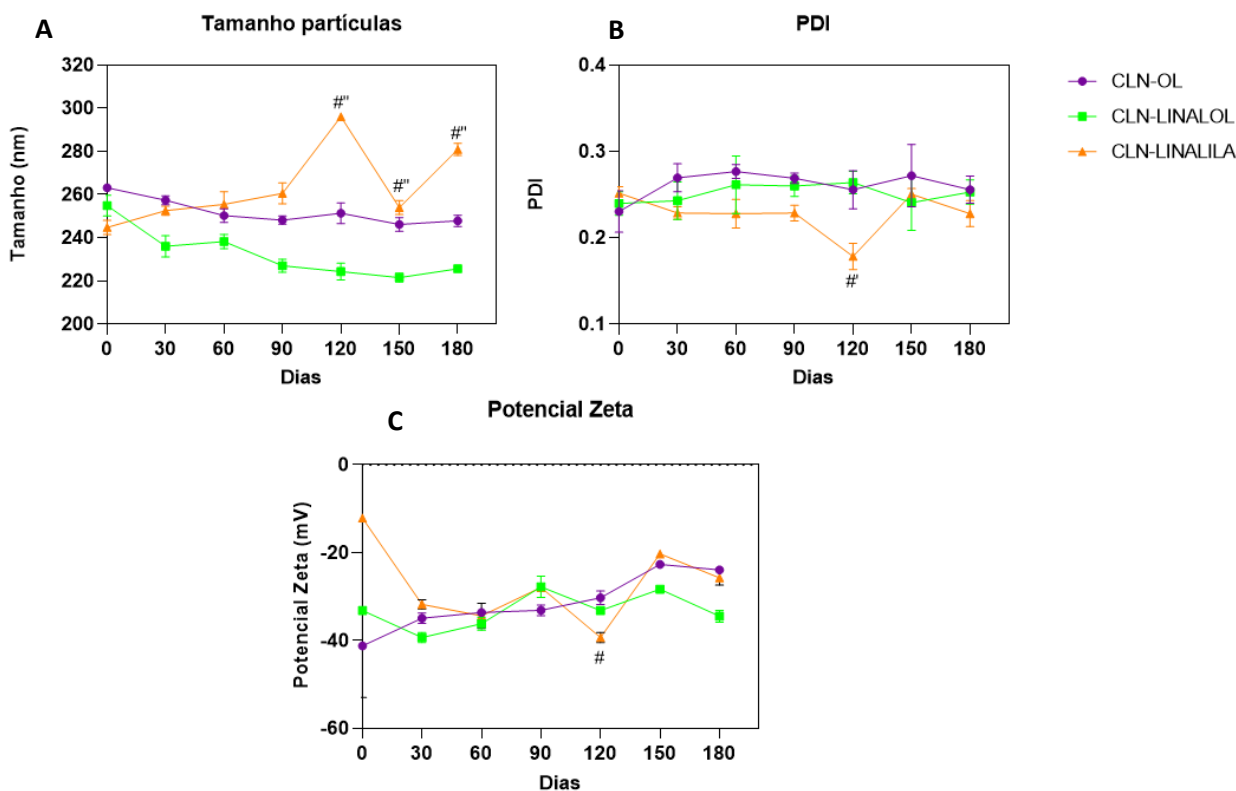 A
Tamanho partículas
Tamanho (nm)
320
300
280
260
240
220
200
#"
#"
#"
0 30 60 90 120 150 180
Dias
B
PDI
PDI
0.4
0.3
0.2
0.1
#'
0 30 60 90 120 150 180
Dias
CLN-OL
CLN-LINALOL
CLN-LINALILA
C
Potencial Zeta
Potencial Zeta (mV)
0
-20
-40
-60
#
0 30 60 90 120 150 180
Dias